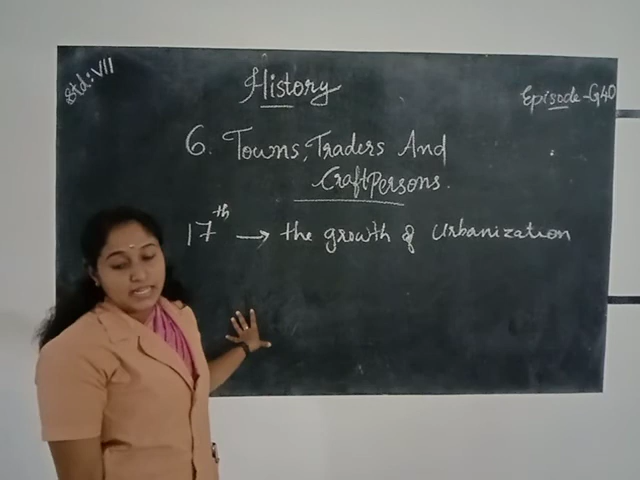 Std: VII
History
Episode-G40
6. Towns, Traders And
CraftPersons.
17th → the growth of Urbanization